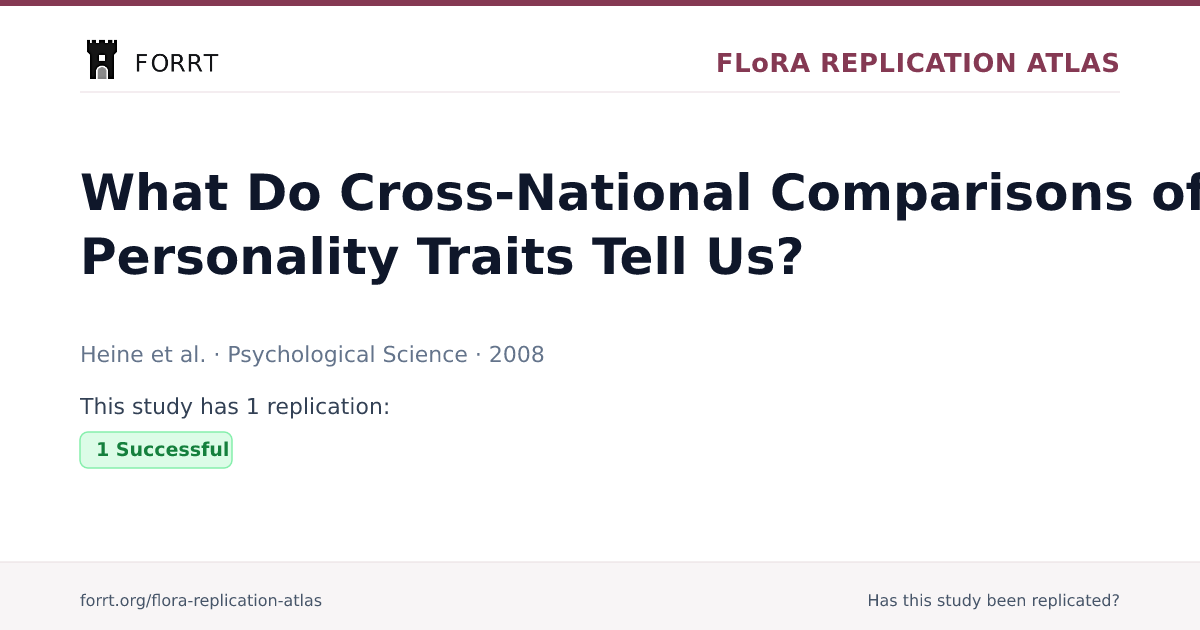 FORRT
FLoRA REPLICATION ATLAS
What Do Cross-National Comparisons of
Personality Traits Tell Us?
Heine et al. · Psychological Science · 2008
This study has 1 replication:
1 Successful
forrt.org/flora-replication-atlas
Has this study been replicated?